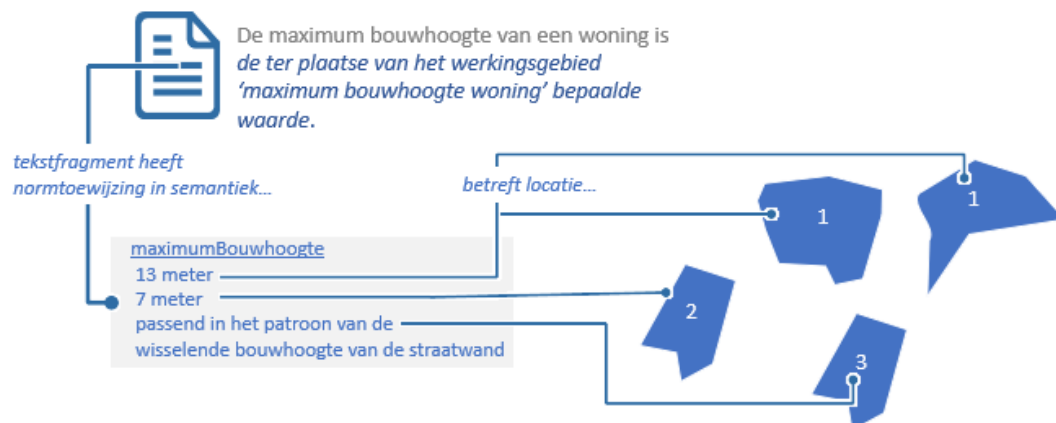 De maximum bouwhoogte van een woning is
de ter plaatse van het werkingsgebied
‘maximum bouwhoogte woning’ bepaalde
waarde.
tekstfragment heeft
normtoewijzing in semantiek...
betreft locatie...
1
1
maximumBouwhoogte
13 meter
7 meter
passend in het patroon van de
wisselende bouwhoogte van de straatwand
2
3